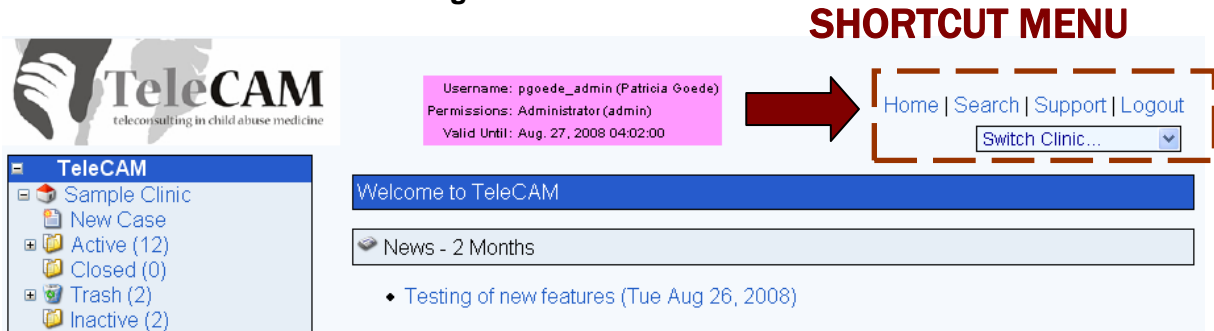 SHORTCUT MENU
TeleCAM
teleconsulting in child abuse medicine
Username: pgoede_admin (Patricia Goede)
Permissions: Administrator (admin)
Valid Until: Aug. 27, 2008 04:02:00
Home | Search | Support | Logout
Switch Clinic...
TeleCAM
Sample Clinic
New Case
Active (12)
Closed (0)
Trash (2)
Inactive (2)
Welcome to TeleCAM
News - 2 Months
Testing of new features (Tue Aug 26, 2008)